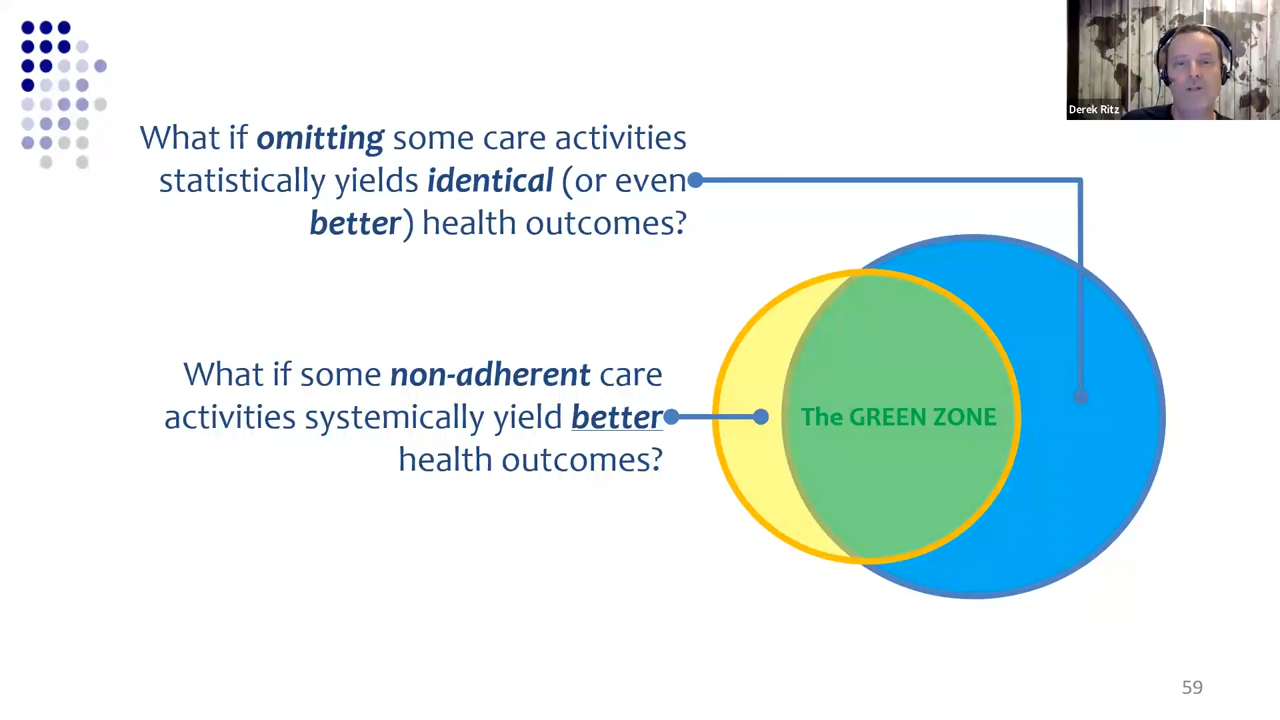 Derek Ritz
What if omitting some care activities
statistically yields identical (or even
better) health outcomes?
What if some non-adherent care
activities systemically yield better
health outcomes?
The GREEN ZONE
59